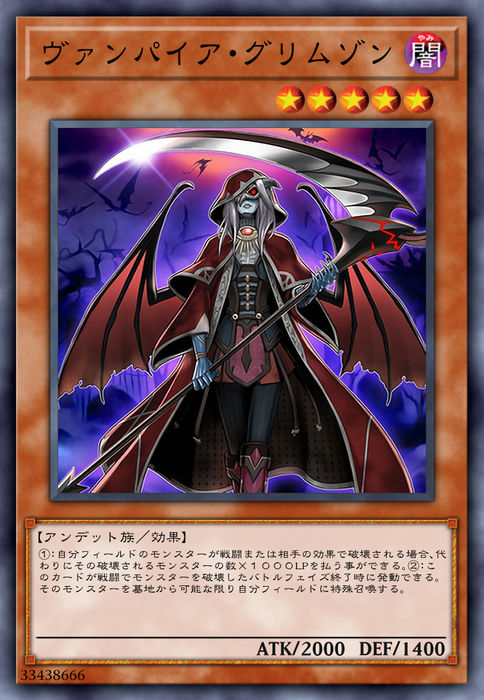 ヴァンパイア・グリムゾン
闇
やみ
【アンデット族/効果】
①:自分フィールドのモンスターが戦闘または相手の効果で破壊される場合、代
わりにその破壊されるモンスターの数×1000LPを払う事ができる。②:こ
のカードが戦闘でモンスターを破壊したバトルフェイズ終了時に発動できる。
そのモンスターを墓地から可能な限り自分フィールドに特殊召喚する。
ATK/2000 DEF/1400
33438666